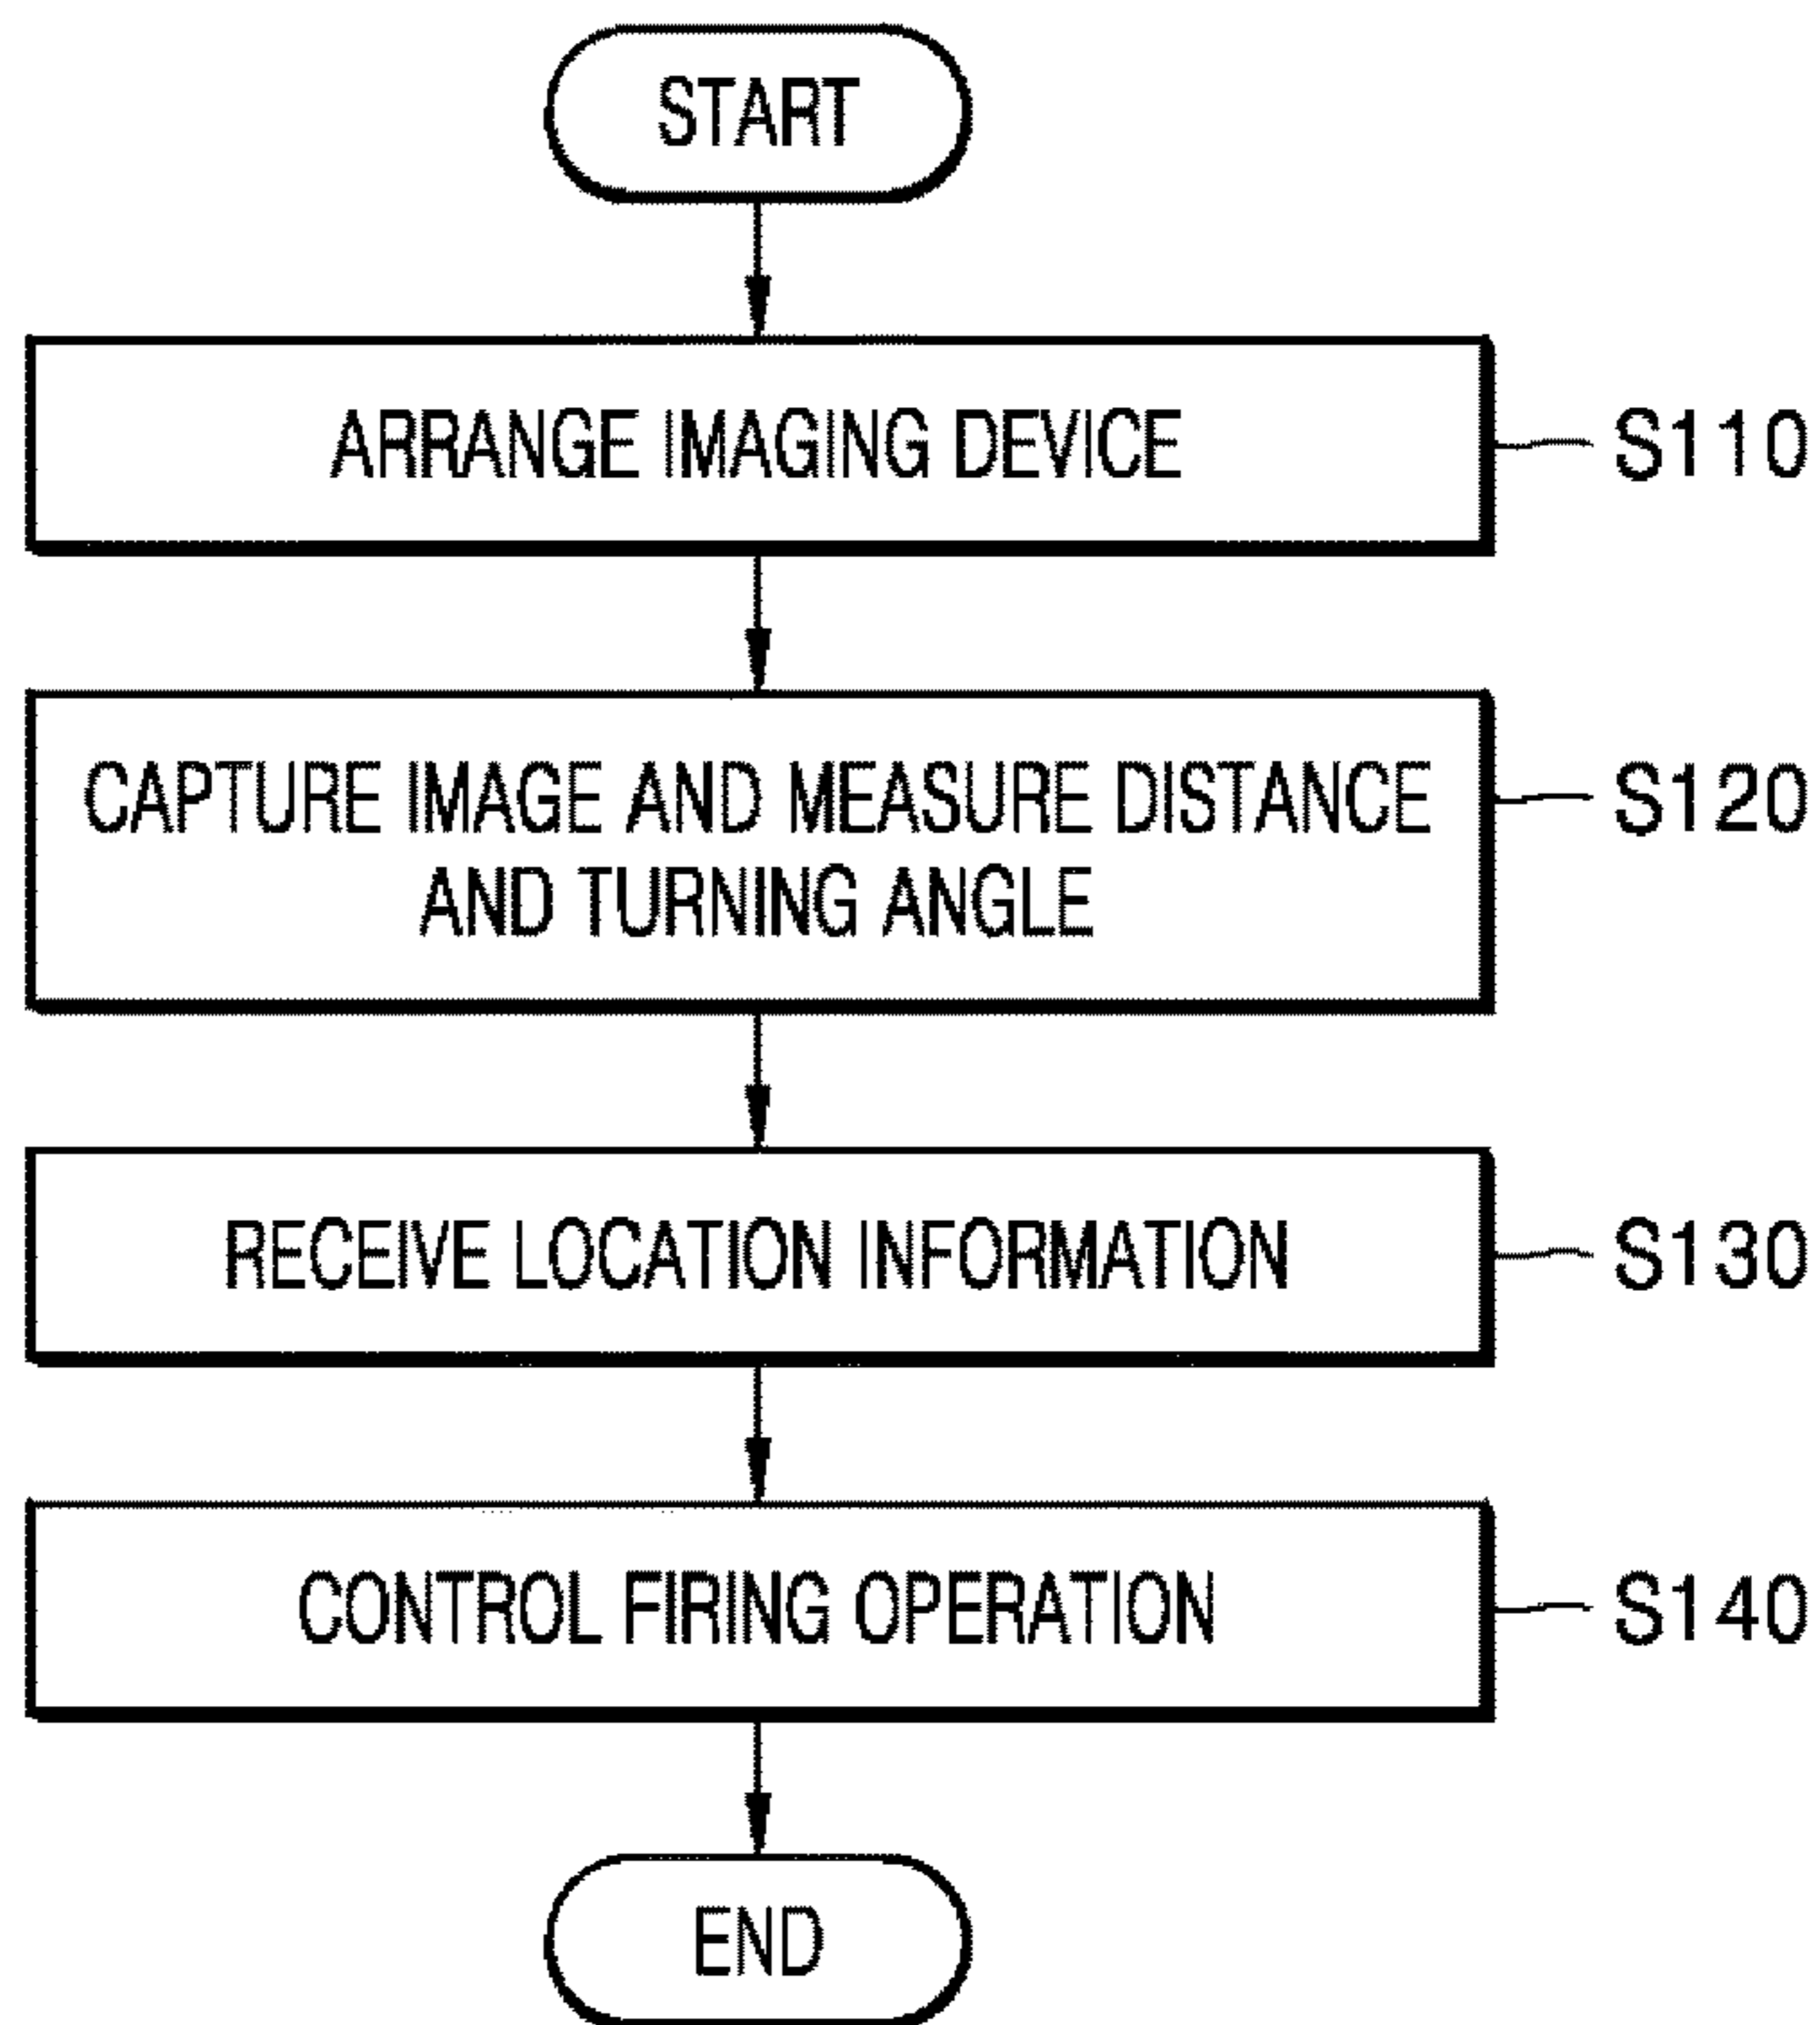 START
ARRANGE IMAGING DEVICE
S110
CAPTURE IMAGE AND MEASURE DISTANCE
AND TURNING ANGLE
S120
RECEIVE LOCATION INFORMATION
S130
CONTROL FIRING OPERATION
S140
END